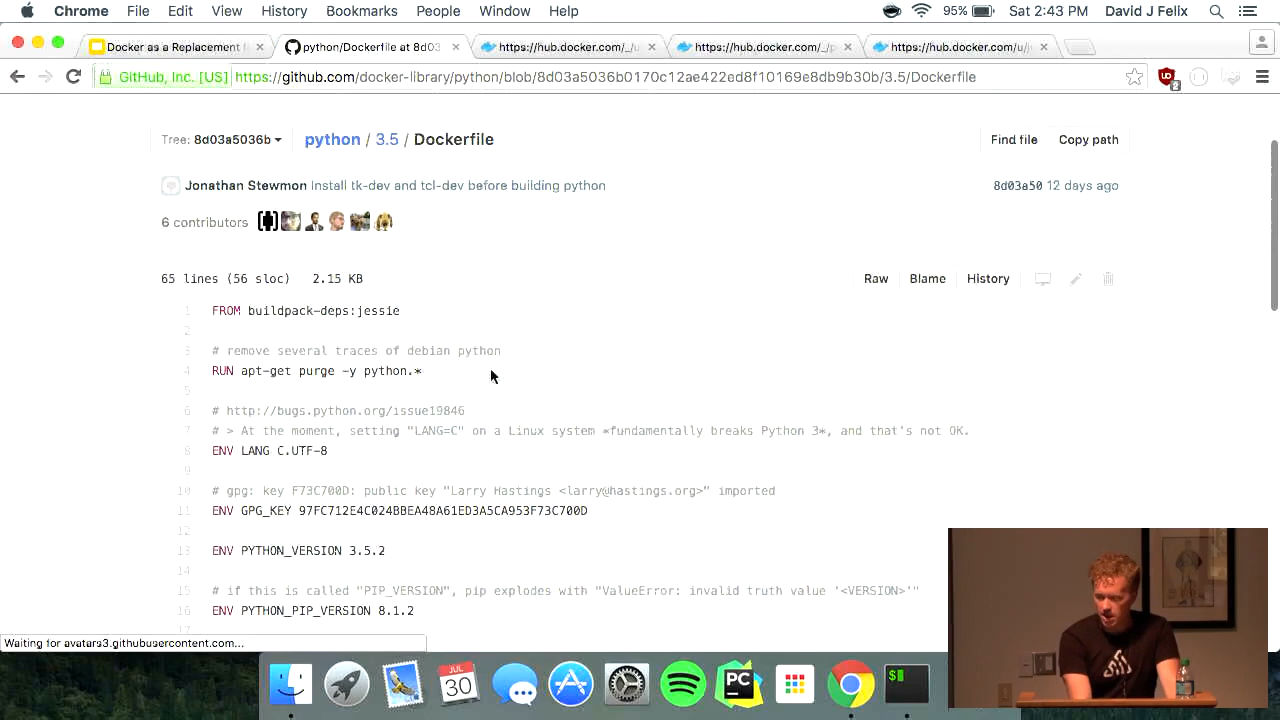 Chrome File Edit View History Bookmarks People Window Help 95% Sat 2:43 PM David J Felix
Docker as a Replacement × python/Dockerfile at 8d03 × https://hub.docker.com/_/u × https://hub.docker.com/_/p × https://hub.docker.com/u/j ×
GitHub, Inc. [US] https://github.com/docker-library/python/blob/8d03a5036b0170c12ae422ed8f1016988db9b30b/3.5/Dockerfile 2
Tree: 8d03a5036b python / 3.5 / Dockerfile Find file Copy path
Jonathan Stewmon Install tk-dev and tcl-dev before building python 8d03a50 12 days ago
6 contributors
65 lines (56 sloc) 2.15 KB Raw Blame History
1 FROM buildpack-deps:jessie
2
3 # remove several traces of debian python
4 RUN apt-get purge -y python.*
5
6 # http://bugs.python.org/issue19846
7 # > At the moment, setting "LANG=C" on a Linux system *fundamentally breaks Python 3*, and that's not OK.
8 ENV LANG C.UTF-8
9
10 # gpg: key F73C700D: public key "Larry Hastings <larry@hastings.org>" imported
11 ENV GPG_KEY 97FC712E4C024BBEA48A61ED3A5CA953F73C700D
12
13 ENV PYTHON_VERSION 3.5.2
14
15 # if this is called "PIP_VERSION", pip explodes with "ValueError: invalid truth value '<VERSION>'"
16 ENV PYTHON_PIP_VERSION 8.1.2
17
Waiting for avatars3.githubusercontent.com...
JUL
30
PC
$